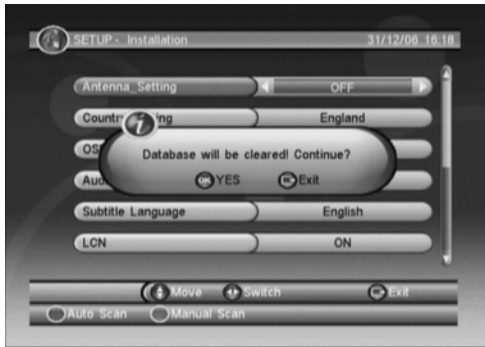 SETUP - Installation 31/12/06 16:18
Antenna_Setting OFF
England
Database will be cleared! Continue?
OK YES Exit
Subtitle Language English
LCN ON
Move Switch Exit
Auto Scan Manual Scan